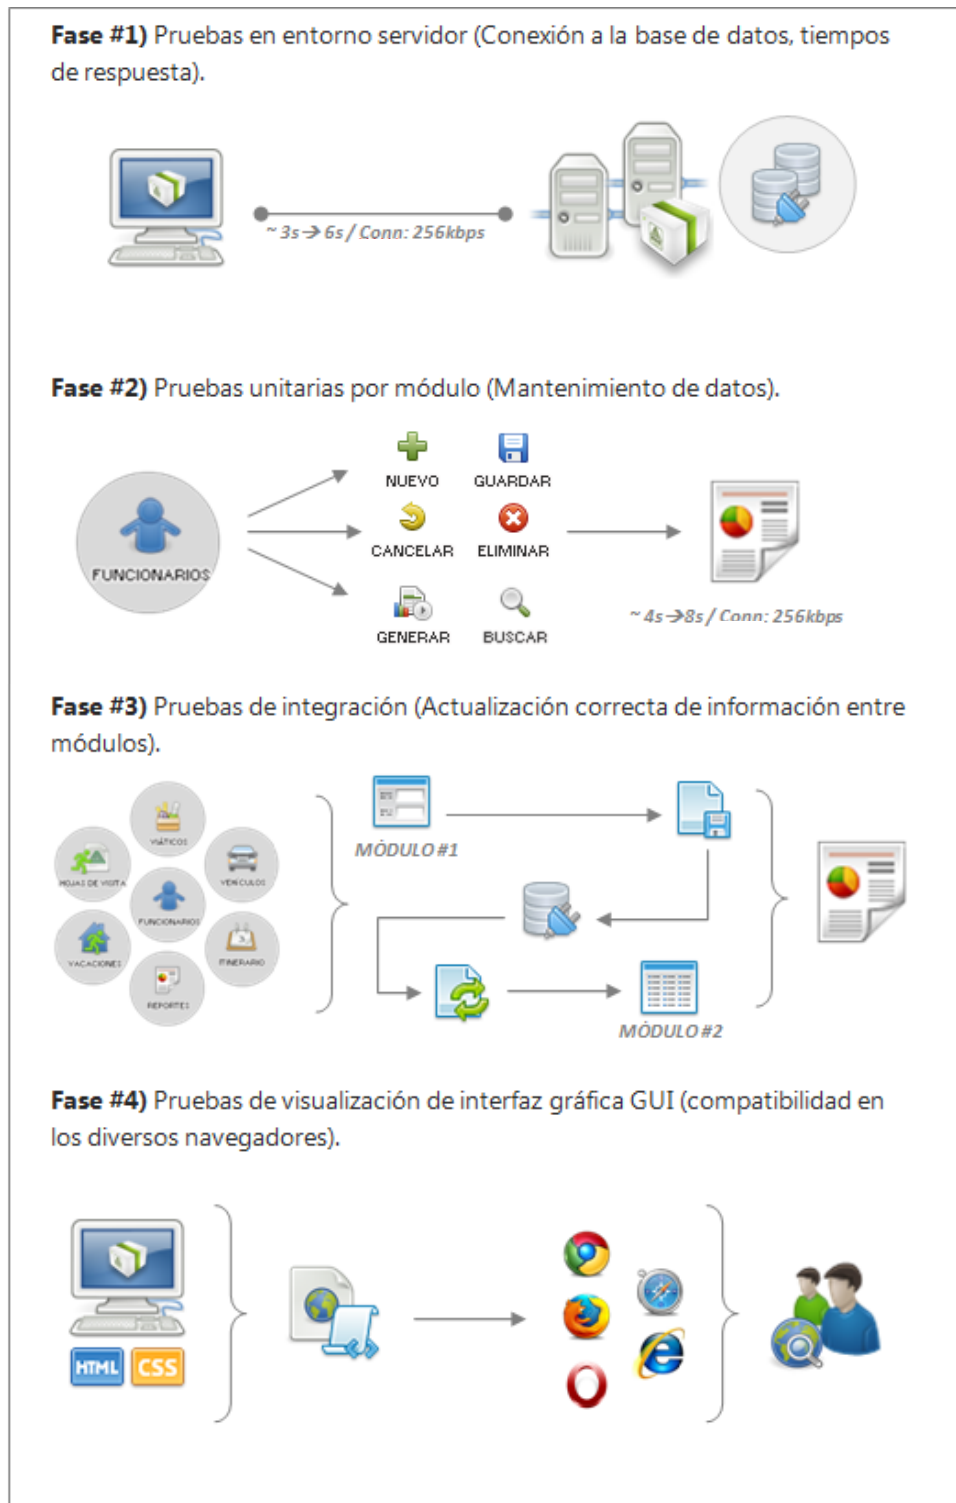 Fase #1) Pruebas en entorno servidor (Conexión a la base de datos, tiempos
de respuesta).
~ 3s→ 6s / Conn: 256kbps
Fase #2) Pruebas unitarias por módulo (Mantenimiento de datos).
NUEVO GUARDAR
CANCELAR ELIMINAR
FUNCIONARIOS
GENERAR BUSCAR
~ 4s→8s / Conn: 256kbps
Fase #3) Pruebas de integración (Actualización correcta de información entre
módulos).
VIÁTICOS
HOJAS DE VISITA
VEHÍCULOS
FUNCIONARIOS
VACACIONES
ITINERARIO
REPORTES
MÓDULO #1
MÓDULO #2
Fase #4) Pruebas de visualización de interfaz gráfica GUI (compatibilidad en
los diversos navegadores).
HTML CSS